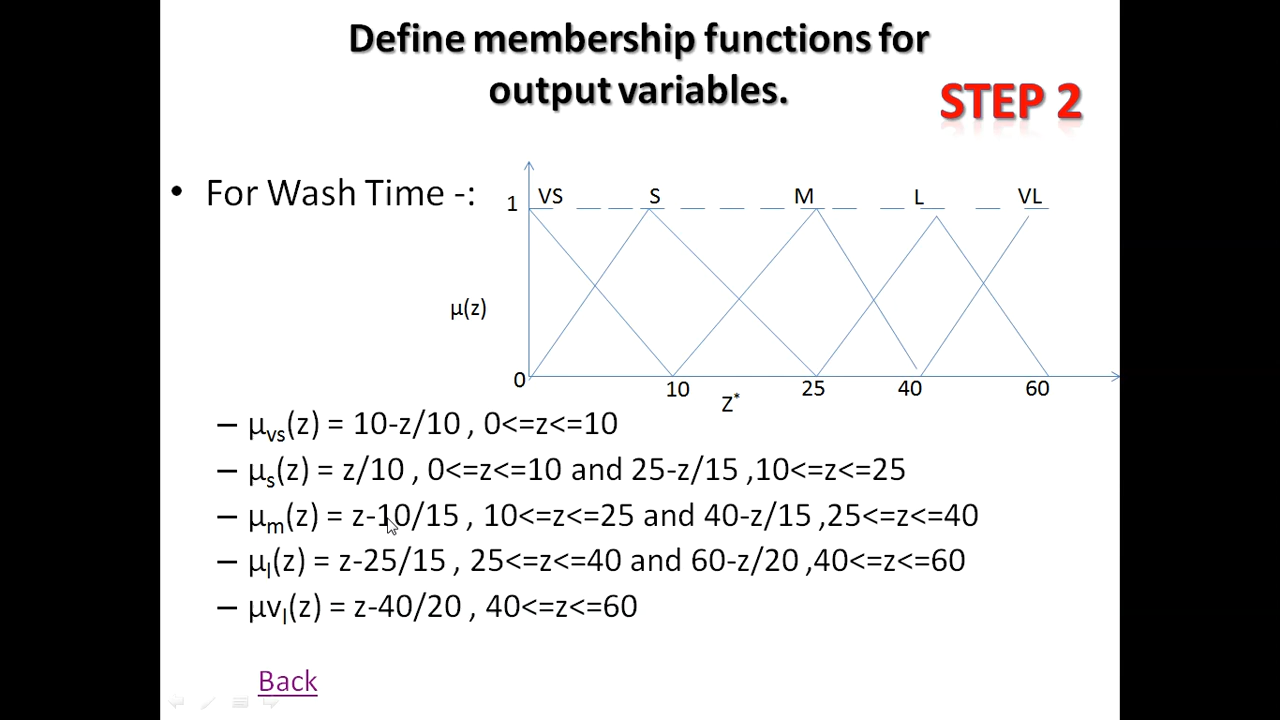 Define membership functions for
output variables.
STEP 2
• For Wash Time -:
1 VS S M L VL
μ(z)
0 10 25 40 60
Z*
– μvs(z) = 10-z/10 , 0<=z<=10
– μs(z) = z/10 , 0<=z<=10 and 25-z/15 ,10<=z<=25
– μm(z) = z-10/15 , 10<=z<=25 and 40-z/15 ,25<=z<=40
– μl(z) = z-25/15 , 25<=z<=40 and 60-z/20 ,40<=z<=60
– μvl(z) = z-40/20 , 40<=z<=60
Back